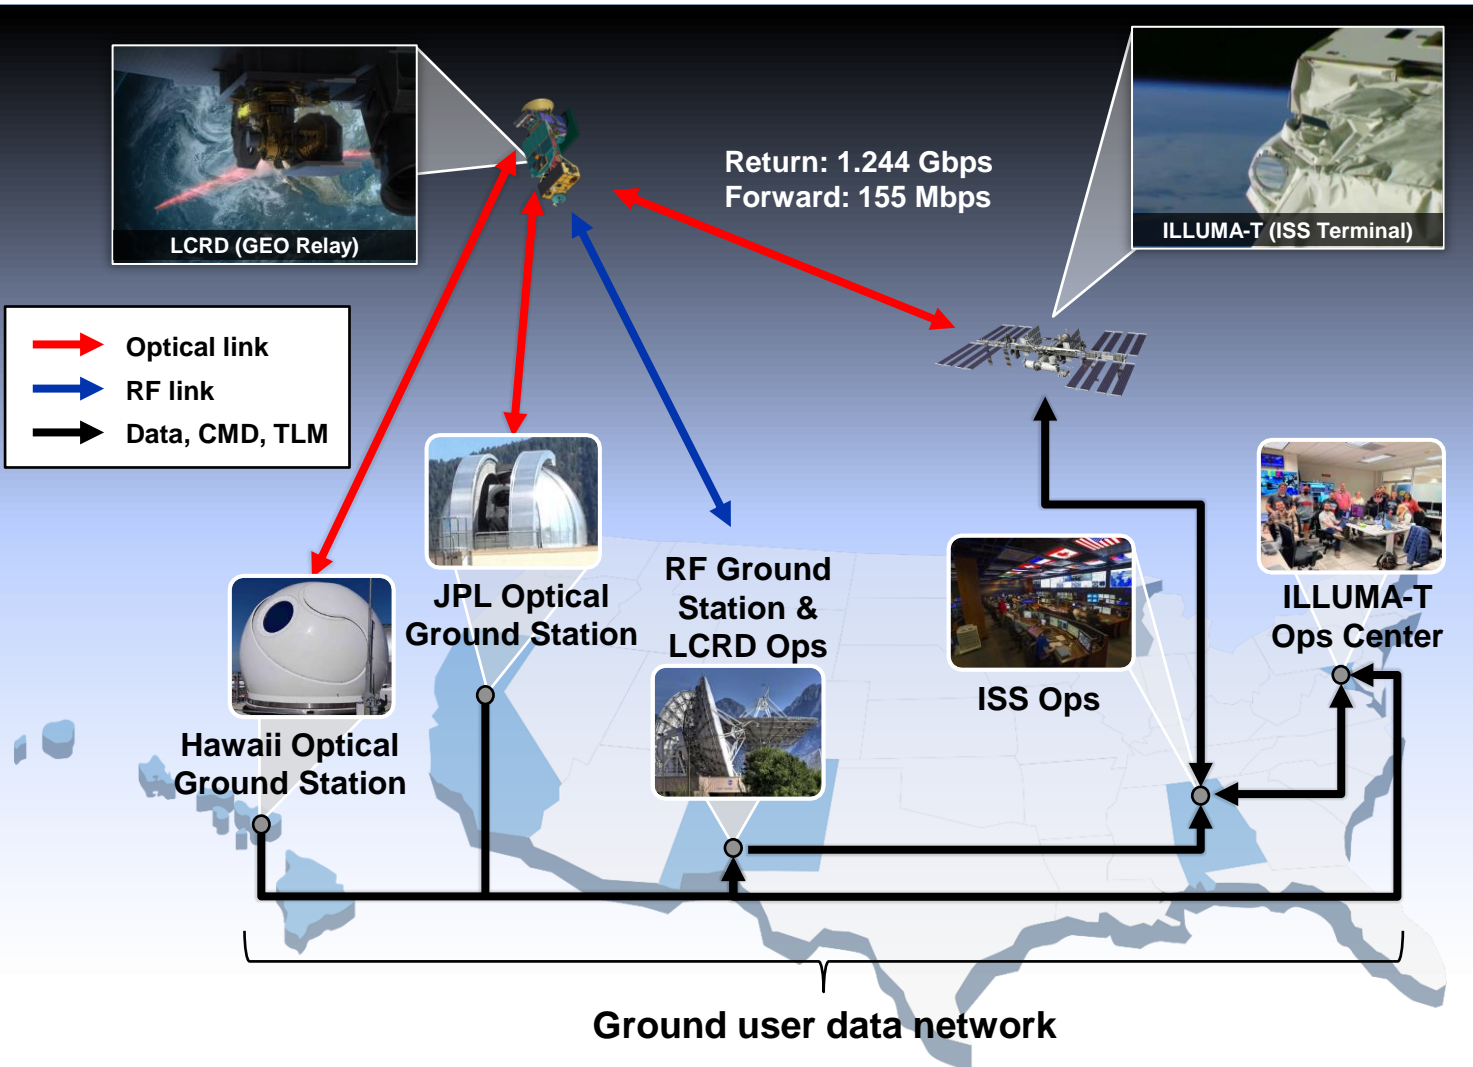 LCRD (GEO Relay)
Return: 1.244 Gbps
Forward: 155 Mbps
ILLUMA-T (ISS Terminal)
Optical link
RF link
Data, CMD, TLM
JPL Optical
Ground Station
RF Ground
Station &
LCRD Ops
ILLUMA-T
Ops Center
ISS Ops
Hawaii Optical
Ground Station
Ground user data network